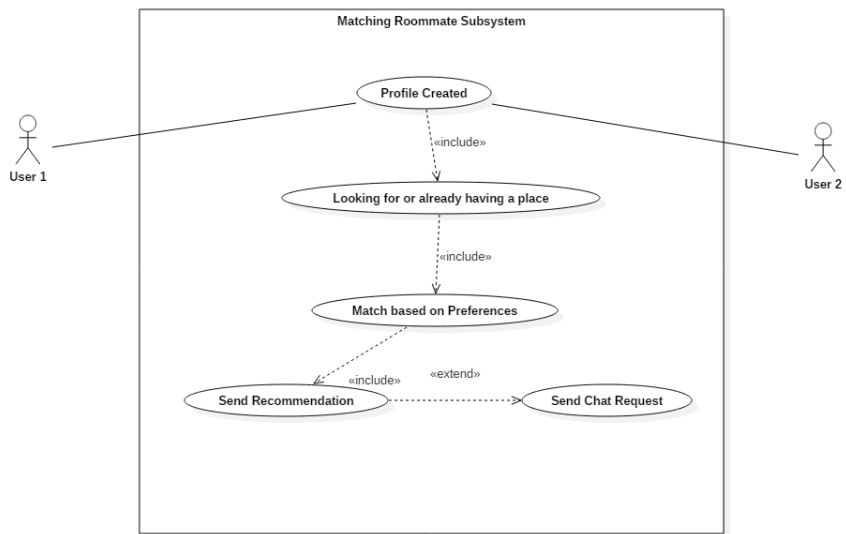 Matching Roommate Subsystem
Profile Created
«include»
User 1
User 2
Looking for or already having a place
«include»
Match based on Preferences
«include»
«extend»
Send Recommendation
Send Chat Request